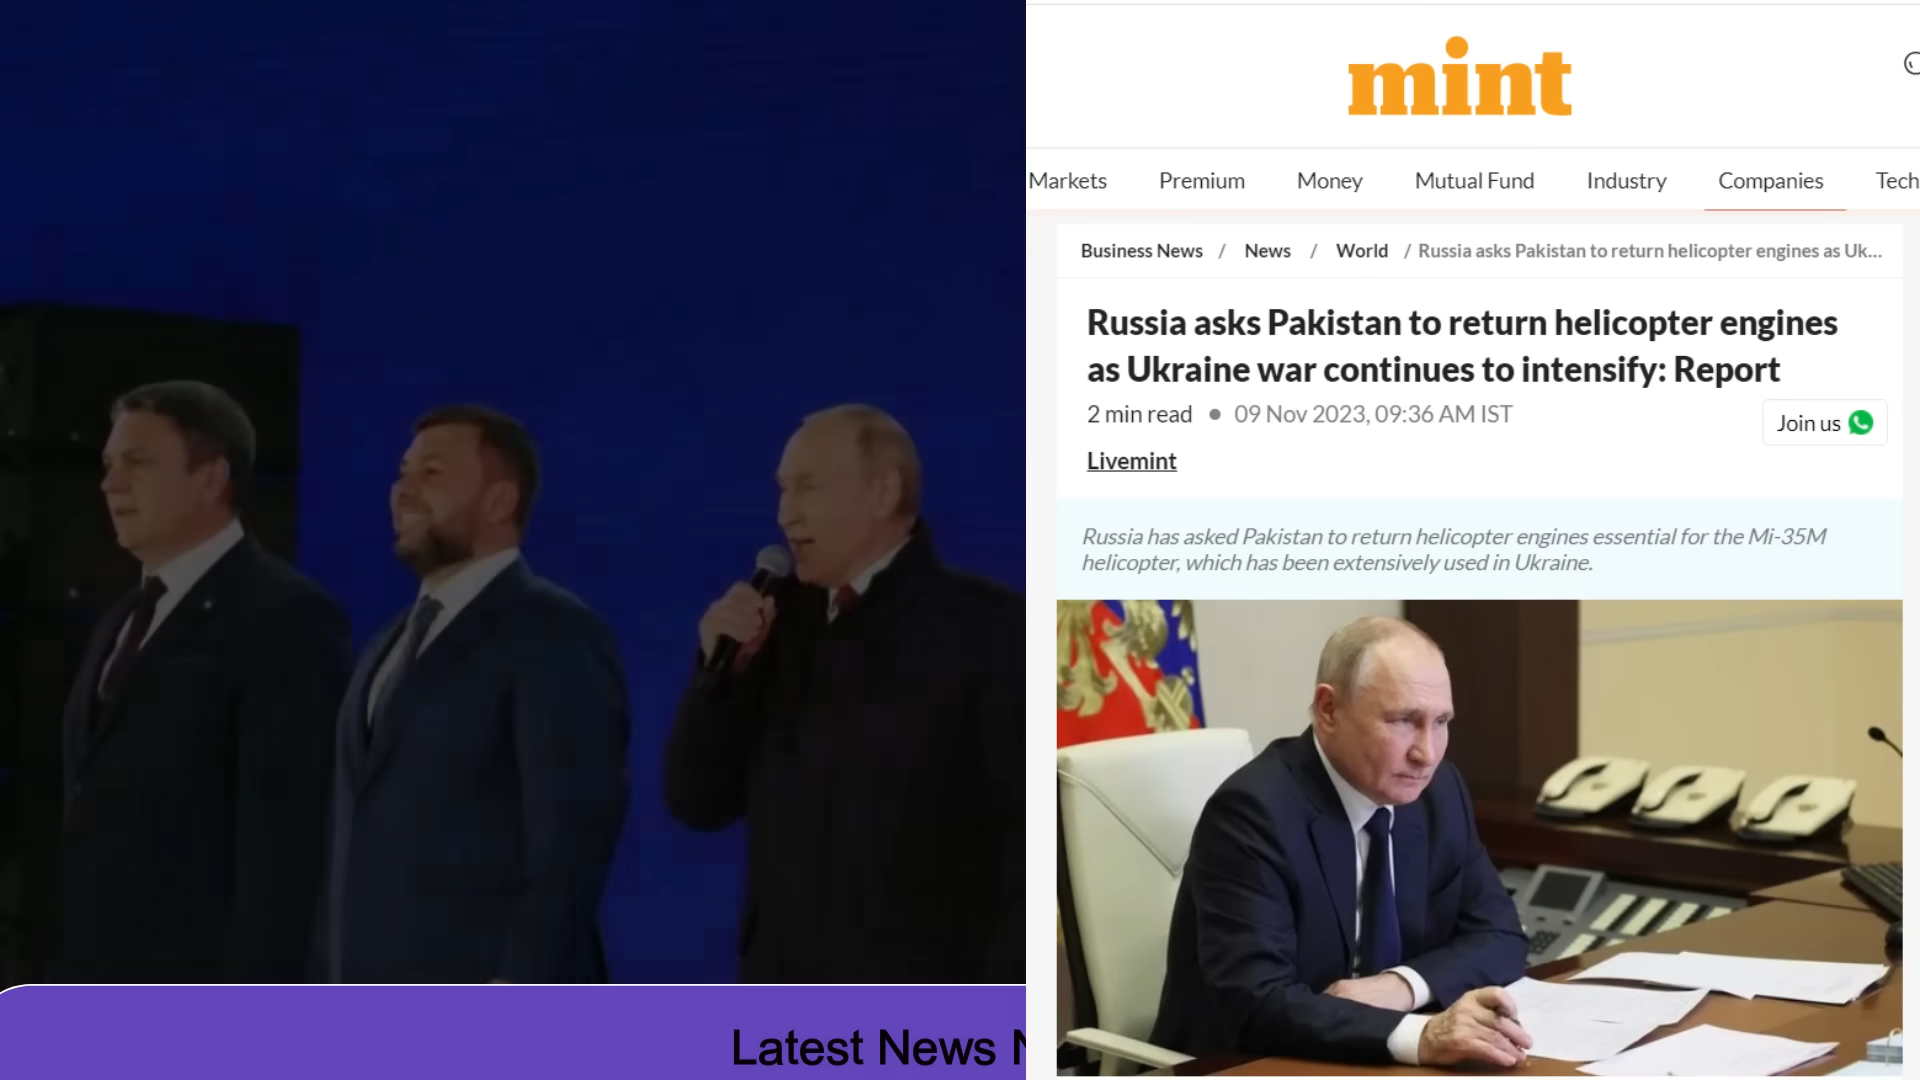 mint
Markets Premium Money Mutual Fund Industry Companies Tech
Business News / News / World / Russia asks Pakistan to return helicopter engines as Uk...
Russia asks Pakistan to return helicopter engines
as Ukraine war continues to intensify: Report
2 min read ● 09 Nov 2023, 09:36 AM IST
Join us
Livemint
Russia has asked Pakistan to return helicopter engines essential for the Mi-35M
helicopter, which has been extensively used in Ukraine.
Latest News N